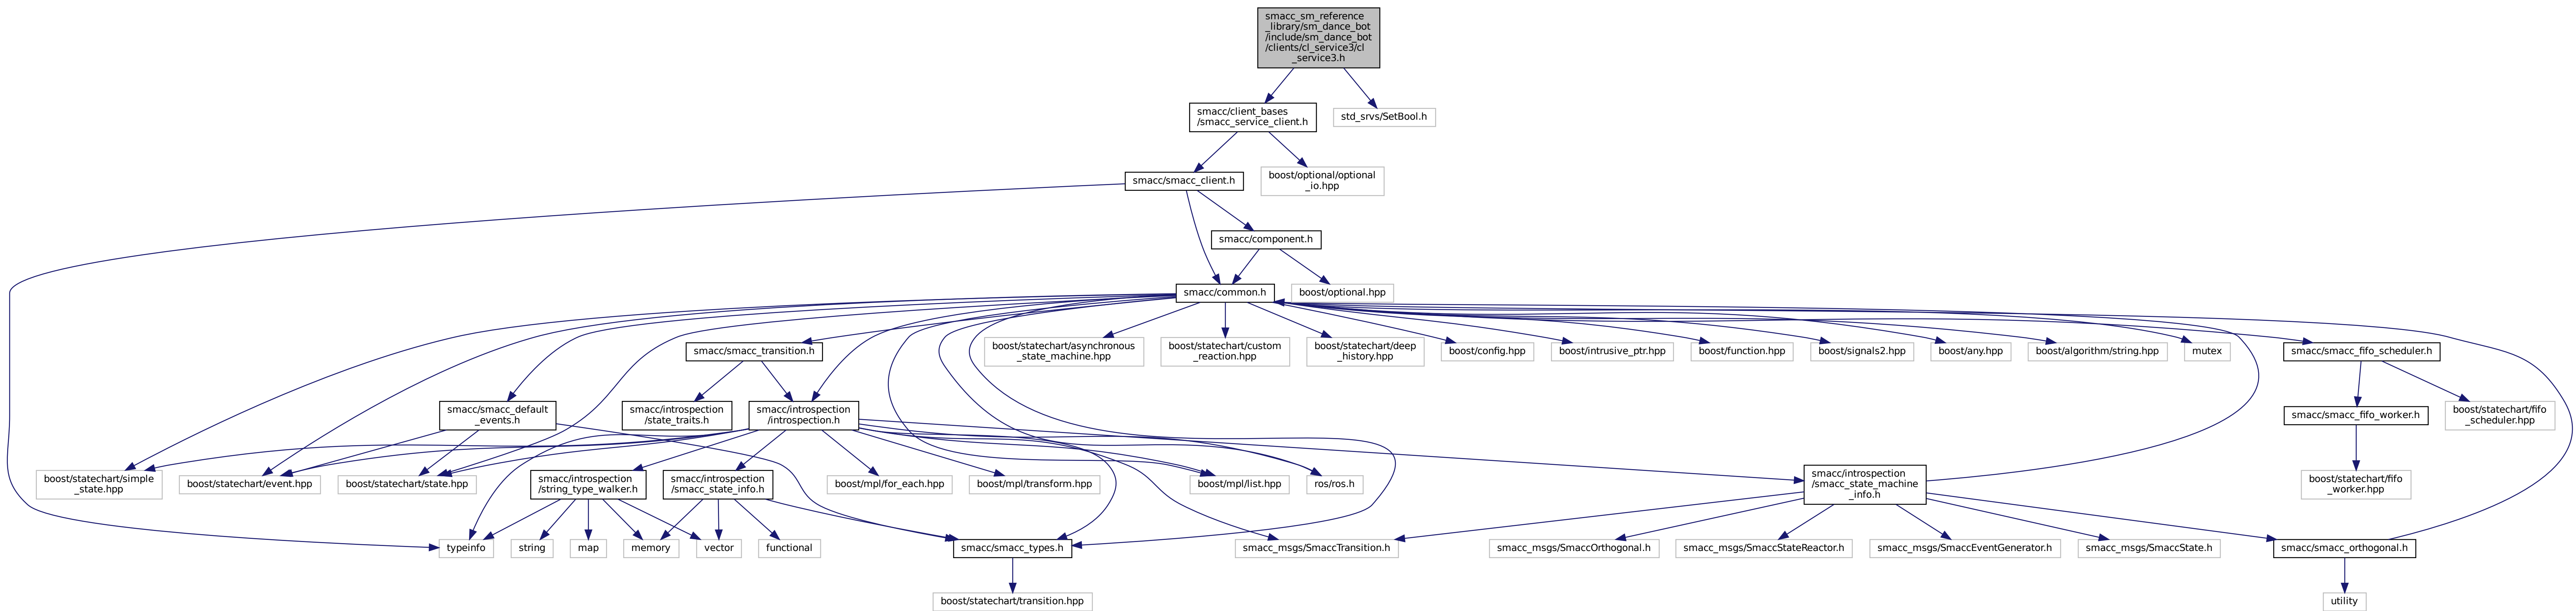 smacc_sm_reference
_library/sm_dance_bot
/include/sm_dance_bot
/clients/cl_service3/cl
_service3.h
smacc/client_bases
/smacc_service_client.h
std_srvs/SetBool.h
smacc/smacc_client.h
boost/optional/optional
_io.hpp
smacc/component.h
smacc/common.h
boost/optional.hpp
smacc/smacc_transition.h
boost/statechart/asynchronous
_state_machine.hpp
boost/statechart/custom
_reaction.hpp
boost/statechart/deep
_history.hpp
boost/config.hpp
boost/intrusive_ptr.hpp
boost/function.hpp
boost/signals2.hpp
boost/any.hpp
boost/algorithm/string.hpp
mutex
smacc/smacc_fifo_scheduler.h
smacc/smacc_default
_events.h
smacc/introspection
/state_traits.h
smacc/introspection
/introspection.h
smacc/smacc_fifo_worker.h
boost/statechart/fifo
_scheduler.hpp
boost/statechart/simple
_state.hpp
boost/statechart/event.hpp
boost/statechart/state.hpp
smacc/introspection
/string_type_walker.h
smacc/introspection
/smacc_state_info.h
boost/mpl/for_each.hpp
boost/mpl/transform.hpp
boost/mpl/list.hpp
ros/ros.h
smacc/introspection
/smacc_state_machine
_info.h
boost/statechart/fifo
_worker.hpp
typeinfo
string
map
memory
vector
functional
smacc/smacc_types.h
smacc_msgs/SmaccTransition.h
smacc_msgs/SmaccOrthogonal.h
smacc_msgs/SmaccStateReactor.h
smacc_msgs/SmaccEventGenerator.h
smacc_msgs/SmaccState.h
smacc/smacc_orthogonal.h
boost/statechart/transition.hpp
utility